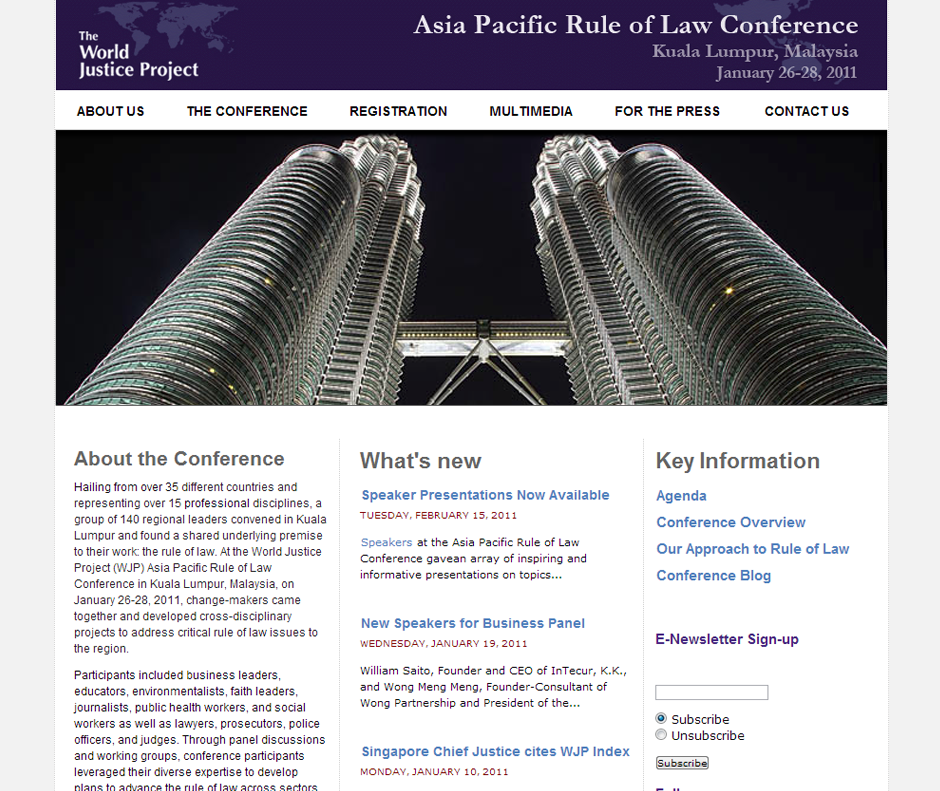 The
World
Justice Project
Asia Pacific Rule of Law Conference
Kuala Lumpur, Malaysia
January 26-28, 2011
ABOUT US THE CONFERENCE REGISTRATION MULTIMEDIA FOR THE PRESS CONTACT US
About the Conference
Hailing from over 35 different countries and
representing over 15 professional disciplines, a
group of 140 regional leaders convened in Kuala
Lumpur and found a shared underlying premise
to their work: the rule of law. At the World Justice
Project (WJP) Asia Pacific Rule of Law
Conference in Kuala Lumpur, Malaysia, on
January 26-28, 2011, change-makers came
together and developed cross-disciplinary
projects to address critical rule of law issues to
the region.
Participants included business leaders,
educators, environmentalists, faith leaders,
journalists, public health workers, and social
workers as well as lawyers, prosecutors, police
officers, and judges. Through panel discussions
and working groups, conference participants
leveraged their diverse expertise to develop
plans to advance the rule of law across sectors
What's new
Speaker Presentations Now Available
TUESDAY, FEBRUARY 15, 2011
Speakers at the Asia Pacific Rule of Law
Conference gavean array of inspiring and
informative presentations on topics...
New Speakers for Business Panel
WEDNESDAY, JANUARY 19, 2011
William Saito, Founder and CEO of InTecur, K.K.,
and Wong Meng Meng, Founder-Consultant of
Wong Partnership and President of the...
Singapore Chief Justice cites WJP Index
MONDAY, JANUARY 10, 2011
Key Information
Agenda
Conference Overview
Our Approach to Rule of Law
Conference Blog
E-Newsletter Sign-up
Subscribe
Unsubscribe
Subscribe